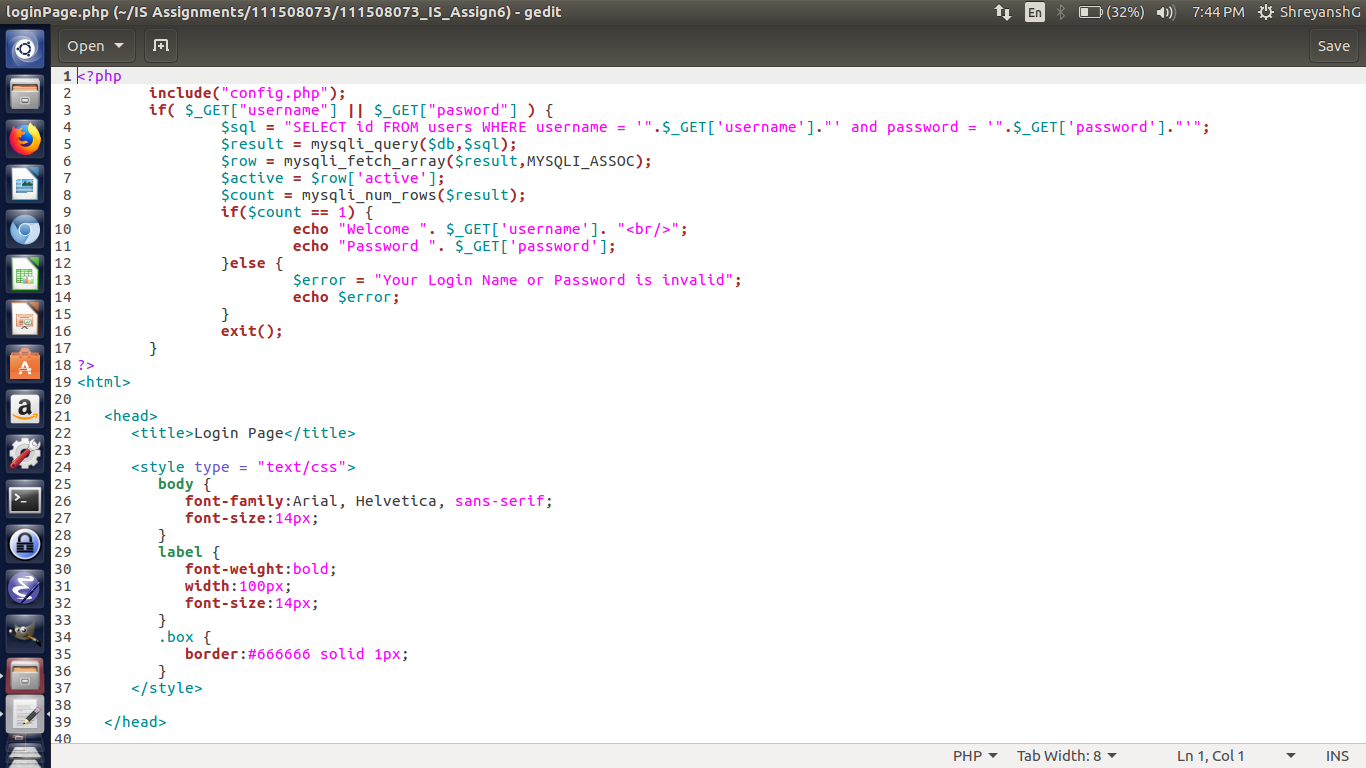 loginPage.php (~/IS Assignments/111508073/111508073_IS_Assign6) - gedit
En (32%) 7:44 PM ShreyanshG
Open Save
1 <?php
2 include("config.php");
3 if( $_GET["username"] || $_GET["pasword"] ) {
4 $sql = "SELECT id FROM users WHERE username = '".$_GET['username']."' and password = '".$_GET['password']."'";
5 $result = mysqli_query($db,$sql);
6 $row = mysqli_fetch_array($result,MYSQLI_ASSOC);
7 $active = $row['active'];
8 $count = mysqli_num_rows($result);
9 if($count == 1) {
10 echo "Welcome ". $_GET['username']. "<br/>";
11 echo "Password ". $_GET['password'];
12 }else {
13 $error = "Your Login Name or Password is invalid";
14 echo $error;
15 }
16 exit();
17 }
18 ?>
19 <html>
20
21 <head>
22 <title>Login Page</title>
23
24 <style type = "text/css">
25 body {
26 font-family:Arial, Helvetica, sans-serif;
27 font-size:14px;
28 }
29 label {
30 font-weight:bold;
31 width:100px;
32 font-size:14px;
33 }
34 .box {
35 border:#666666 solid 1px;
36 }
37 </style>
38
39 </head>
40
PHP Tab Width: 8 Ln 1, Col 1 INS